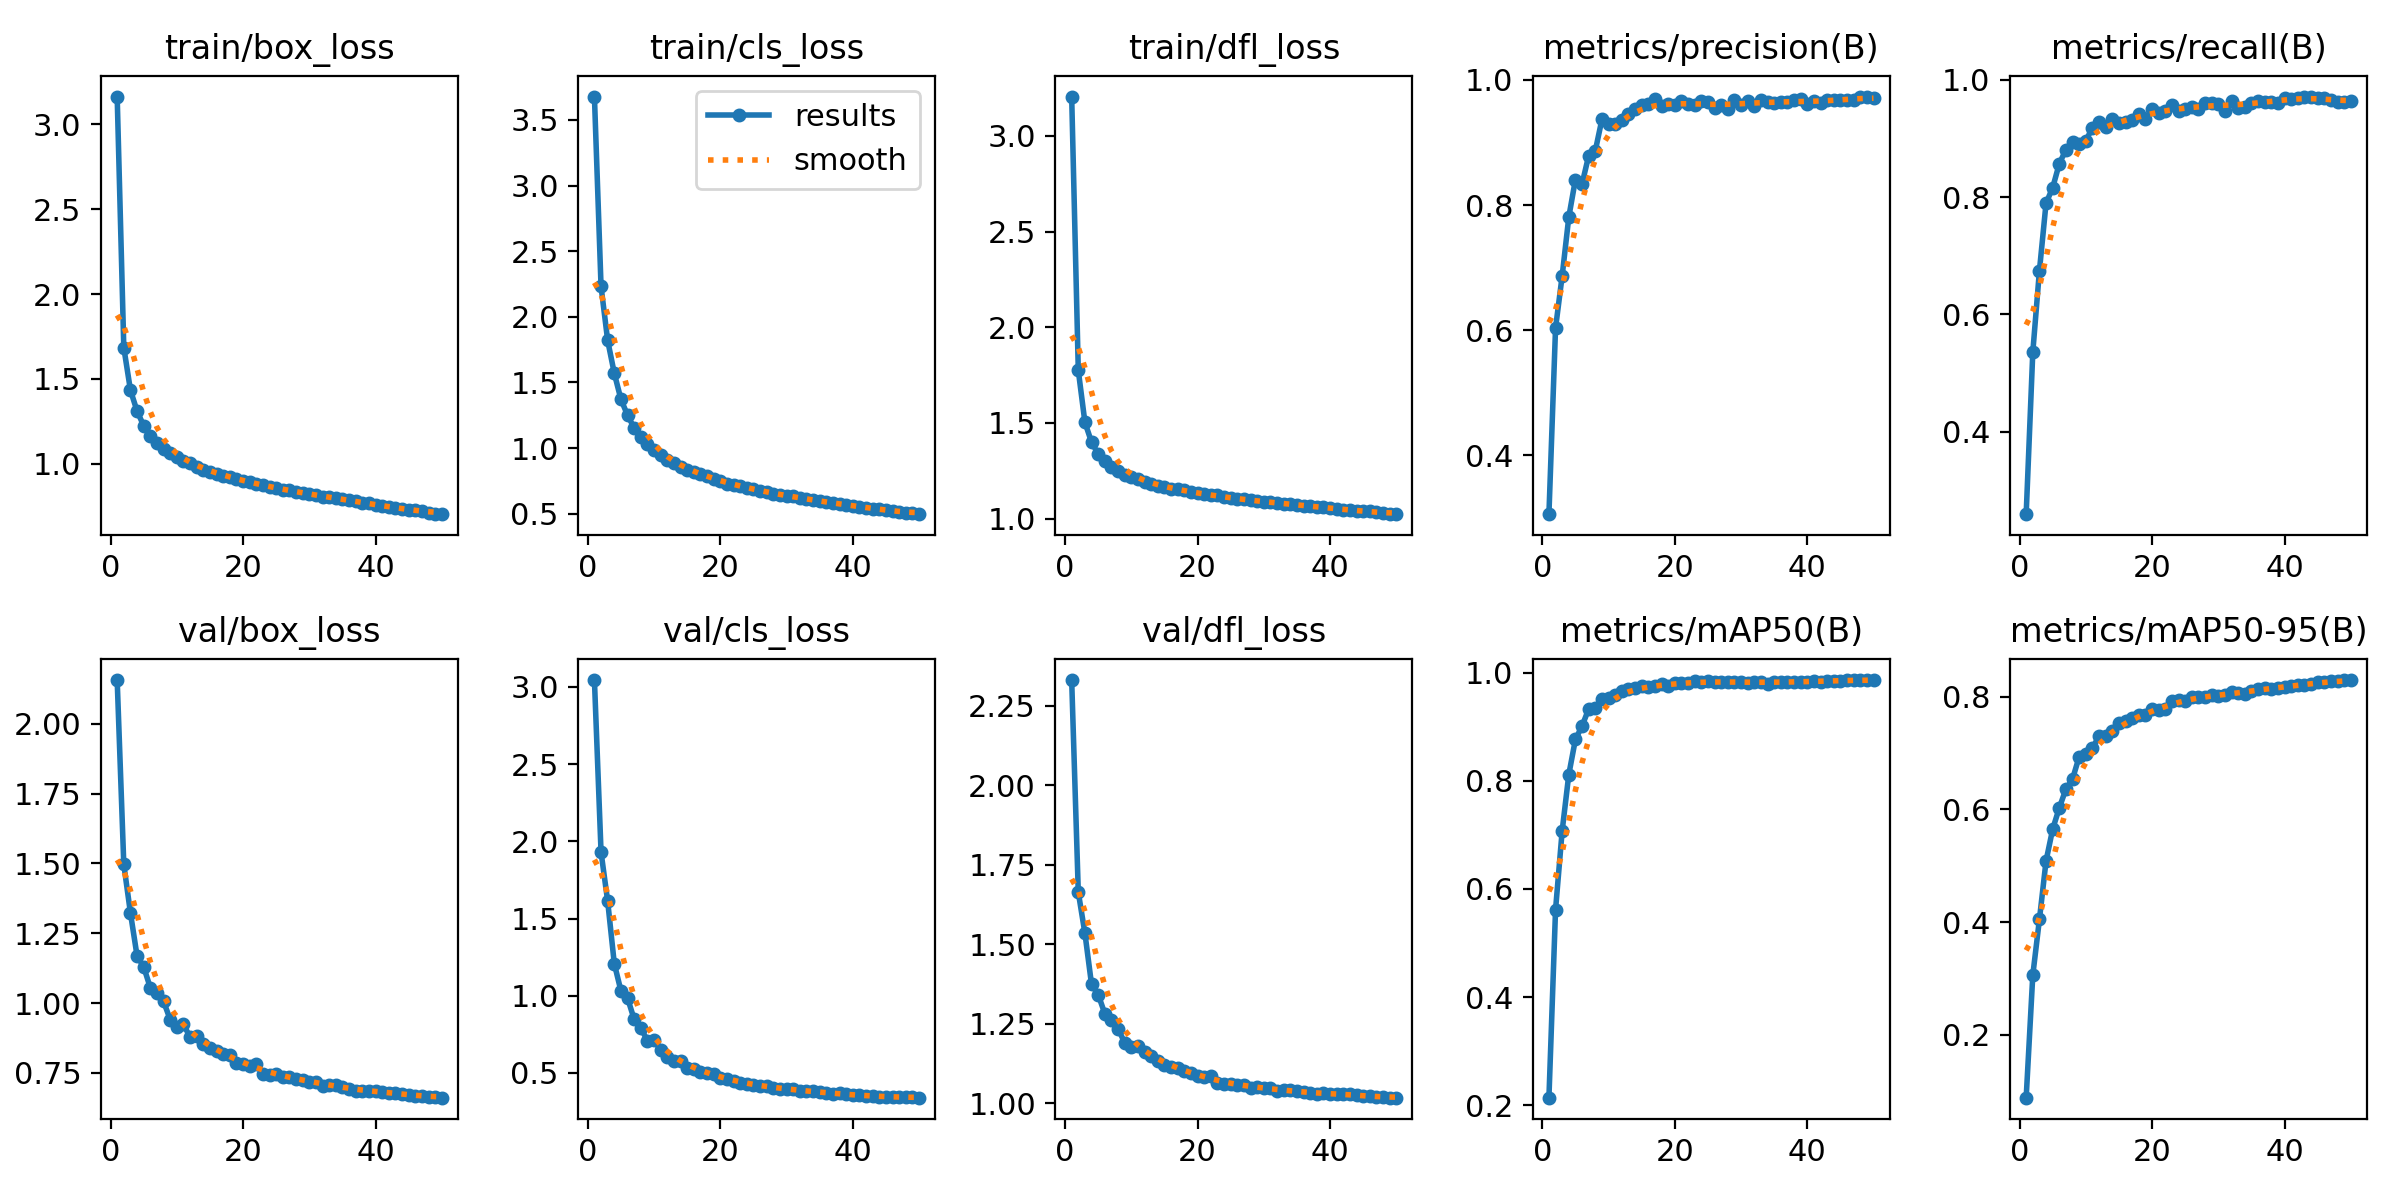 train/box_loss
3.0
2.5
2.0
1.5
1.0
0 20 40
train/cls_loss
results
smooth
3.5
3.0
2.5
2.0
1.5
1.0
0.5
0 20 40
train/dfl_loss
3.0
2.5
2.0
1.5
1.0
0 20 40
metrics/precision(B)
1.0
0.8
0.6
0.4
0 20 40
metrics/recall(B)
1.0
0.8
0.6
0.4
0 20 40
val/box_loss
2.00
1.75
1.50
1.25
1.00
0.75
0 20 40
val/cls_loss
3.0
2.5
2.0
1.5
1.0
0.5
0 20 40
val/dfl_loss
2.25
2.00
1.75
1.50
1.25
1.00
0 20 40
metrics/mAP50(B)
1.0
0.8
0.6
0.4
0.2
0 20 40
metrics/mAP50-95(B)
0.8
0.6
0.4
0.2
0 20 40